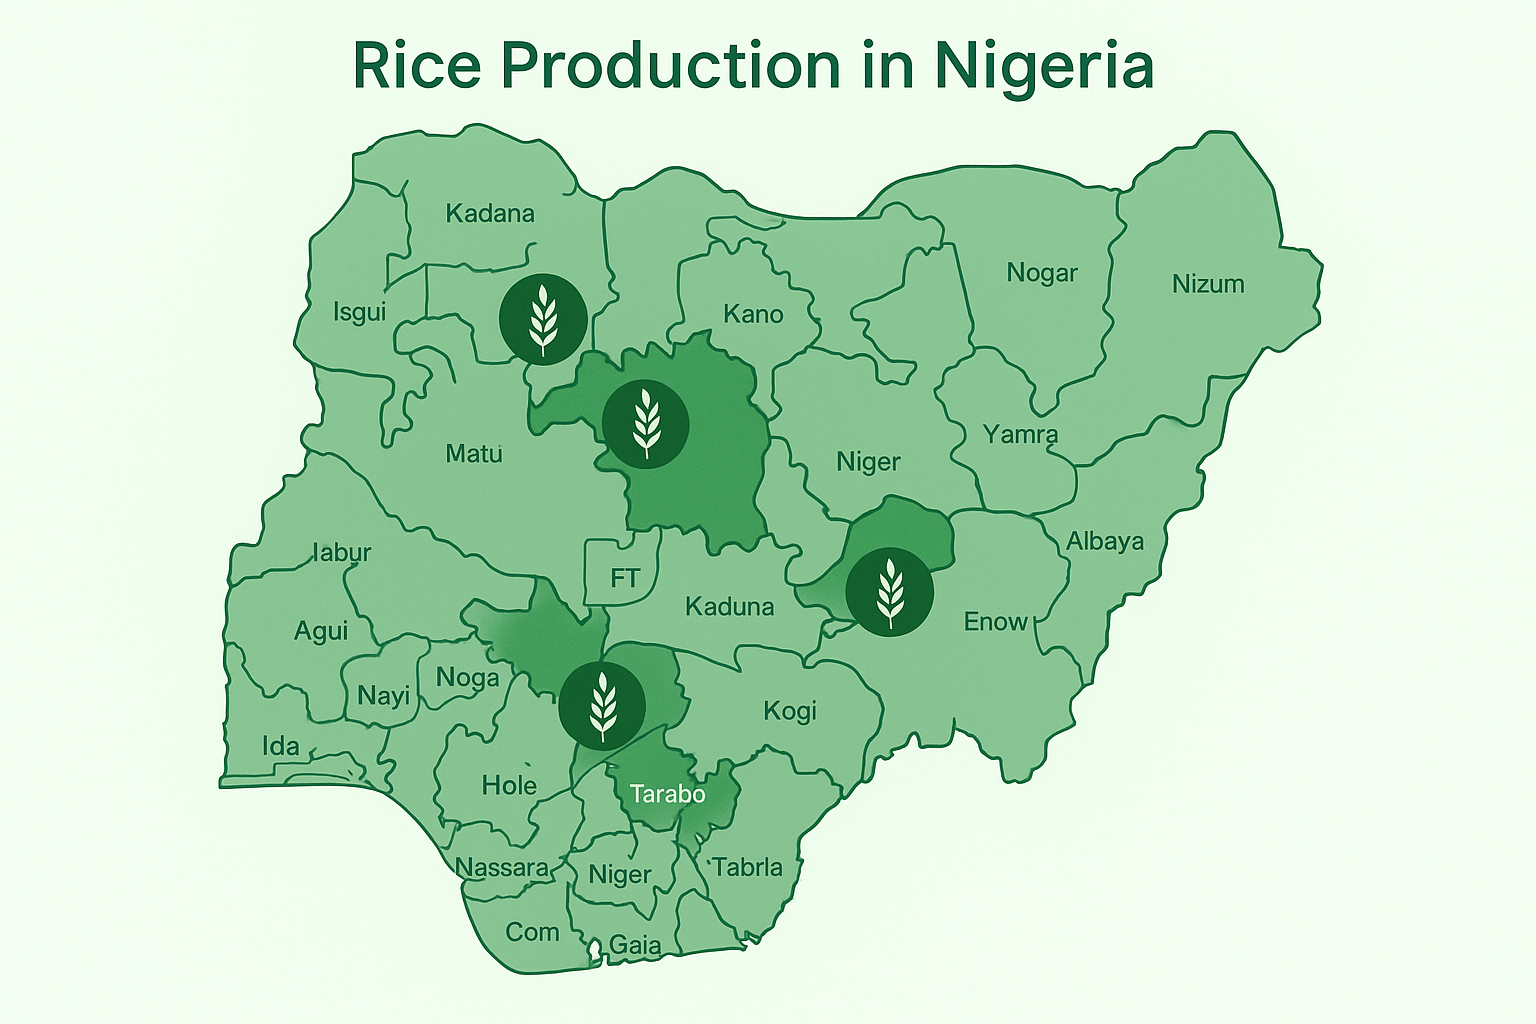 Rice Production in Nigeria
Kadana
Nogar
Nizum
Isgui
Kano
Yamra
Matu
Niger
Albaya
Iabur
FT
Kaduna
Enow
Agui
Noga
Nayi
Kogi
Ida
Hole
Tarabo
Nassara
Niger
Tabrla
Com
Gaia